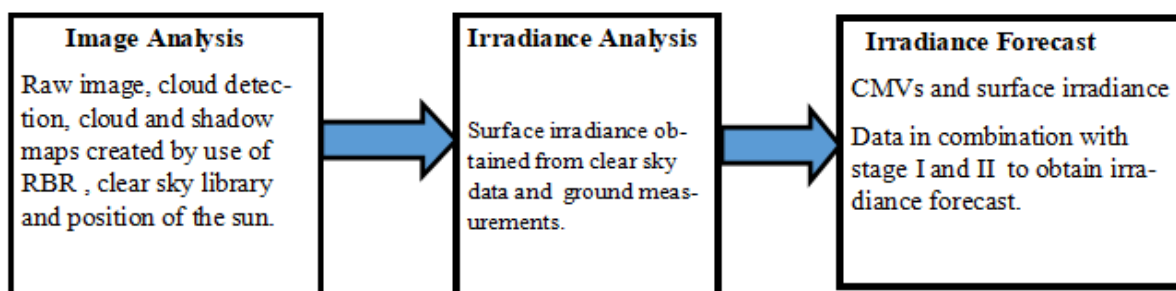 Image Analysis
Raw image, cloud detec-
tion, cloud and shadow
maps created by use of
RBR , clear sky library
and position of the sun.
Irradiance Analysis
Surface irradiance ob-
tained from clear sky
data and ground meas-
urements.
Irradiance Forecast
CMVs and surface irradiance
Data in combination with
stage I and II to obtain irra-
diance forecast.